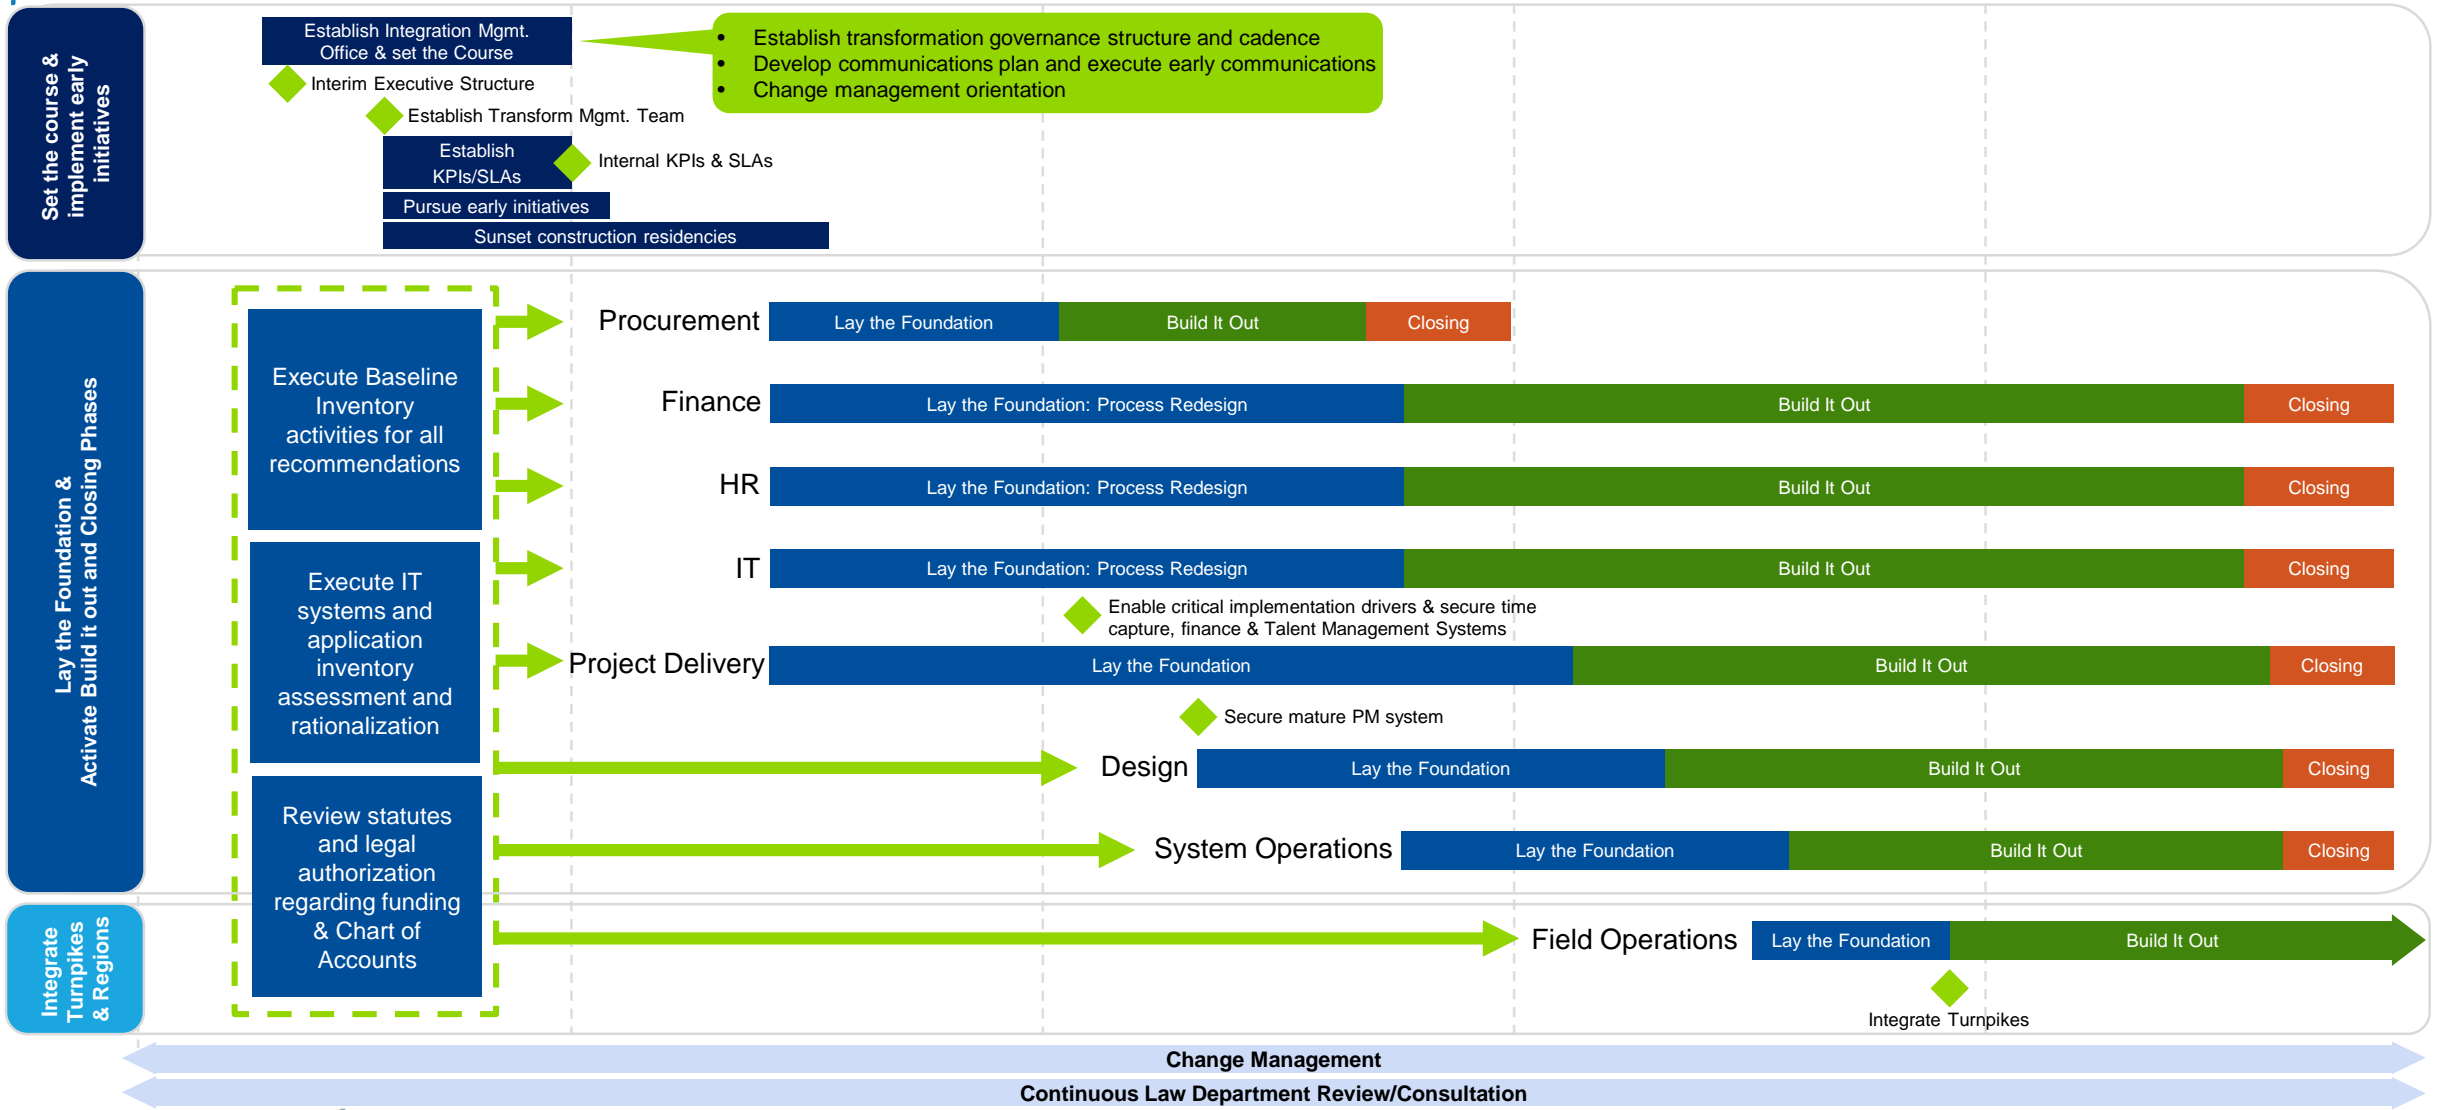 Set the course &
implement early
initiatives
Establish Integration Mgmt.
Office & set the Course
Interim Executive Structure
Establish Transform Mgmt. Team
Establish
KPIs/SLAs
Internal KPIs & SLAs
Pursue early initiatives
Sunset construction residencies
• Establish transformation governance structure and cadence
• Develop communications plan and execute early communications
• Change management orientation
Lay the Foundation &
Activate Build it out and Closing Phases
Execute Baseline
Inventory
activities for all
recommendations
Execute IT
systems and
application
inventory
assessment and
rationalization
Review statutes
and legal
authorization
regarding funding
& Chart of
Accounts
Procurement
Lay the Foundation
Build It Out
Closing
Finance
Lay the Foundation: Process Redesign
Build It Out
Closing
HR
Lay the Foundation: Process Redesign
Build It Out
Closing
IT
Lay the Foundation: Process Redesign
Build It Out
Closing
Enable critical implementation drivers & secure time
capture, finance & Talent Management Systems
Project Delivery
Lay the Foundation
Build It Out
Closing
Secure mature PM system
Design
Lay the Foundation
Build It Out
Closing
System Operations
Lay the Foundation
Build It Out
Closing
Integrate
Turnpikes
& Regions
Field Operations
Lay the Foundation
Build It Out
Integrate Turnpikes
Change Management
Continuous Law Department Review/Consultation